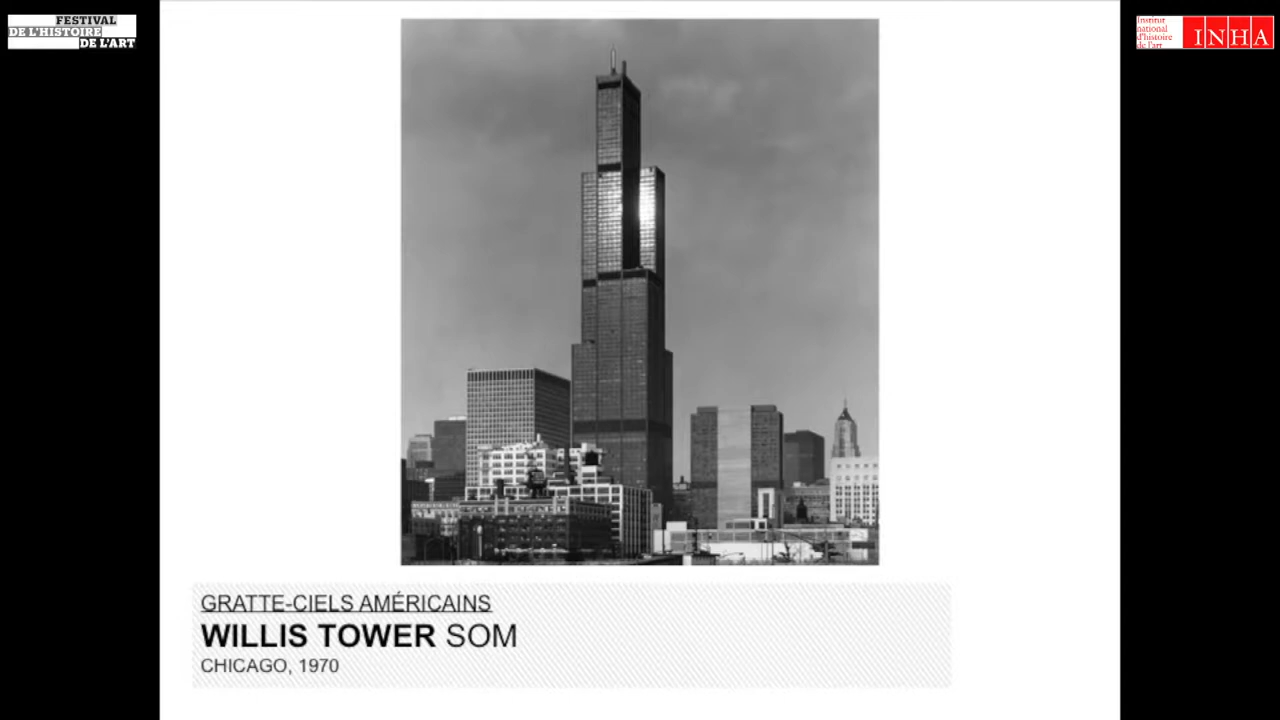 FESTIVAL
DE L'HISTOIRE
DE L'ART
Institut
national
d'histoire
de l'art
INHA
GRATTE-CIELS AMÉRICAINS
WILLIS TOWER SOM
CHICAGO, 1970